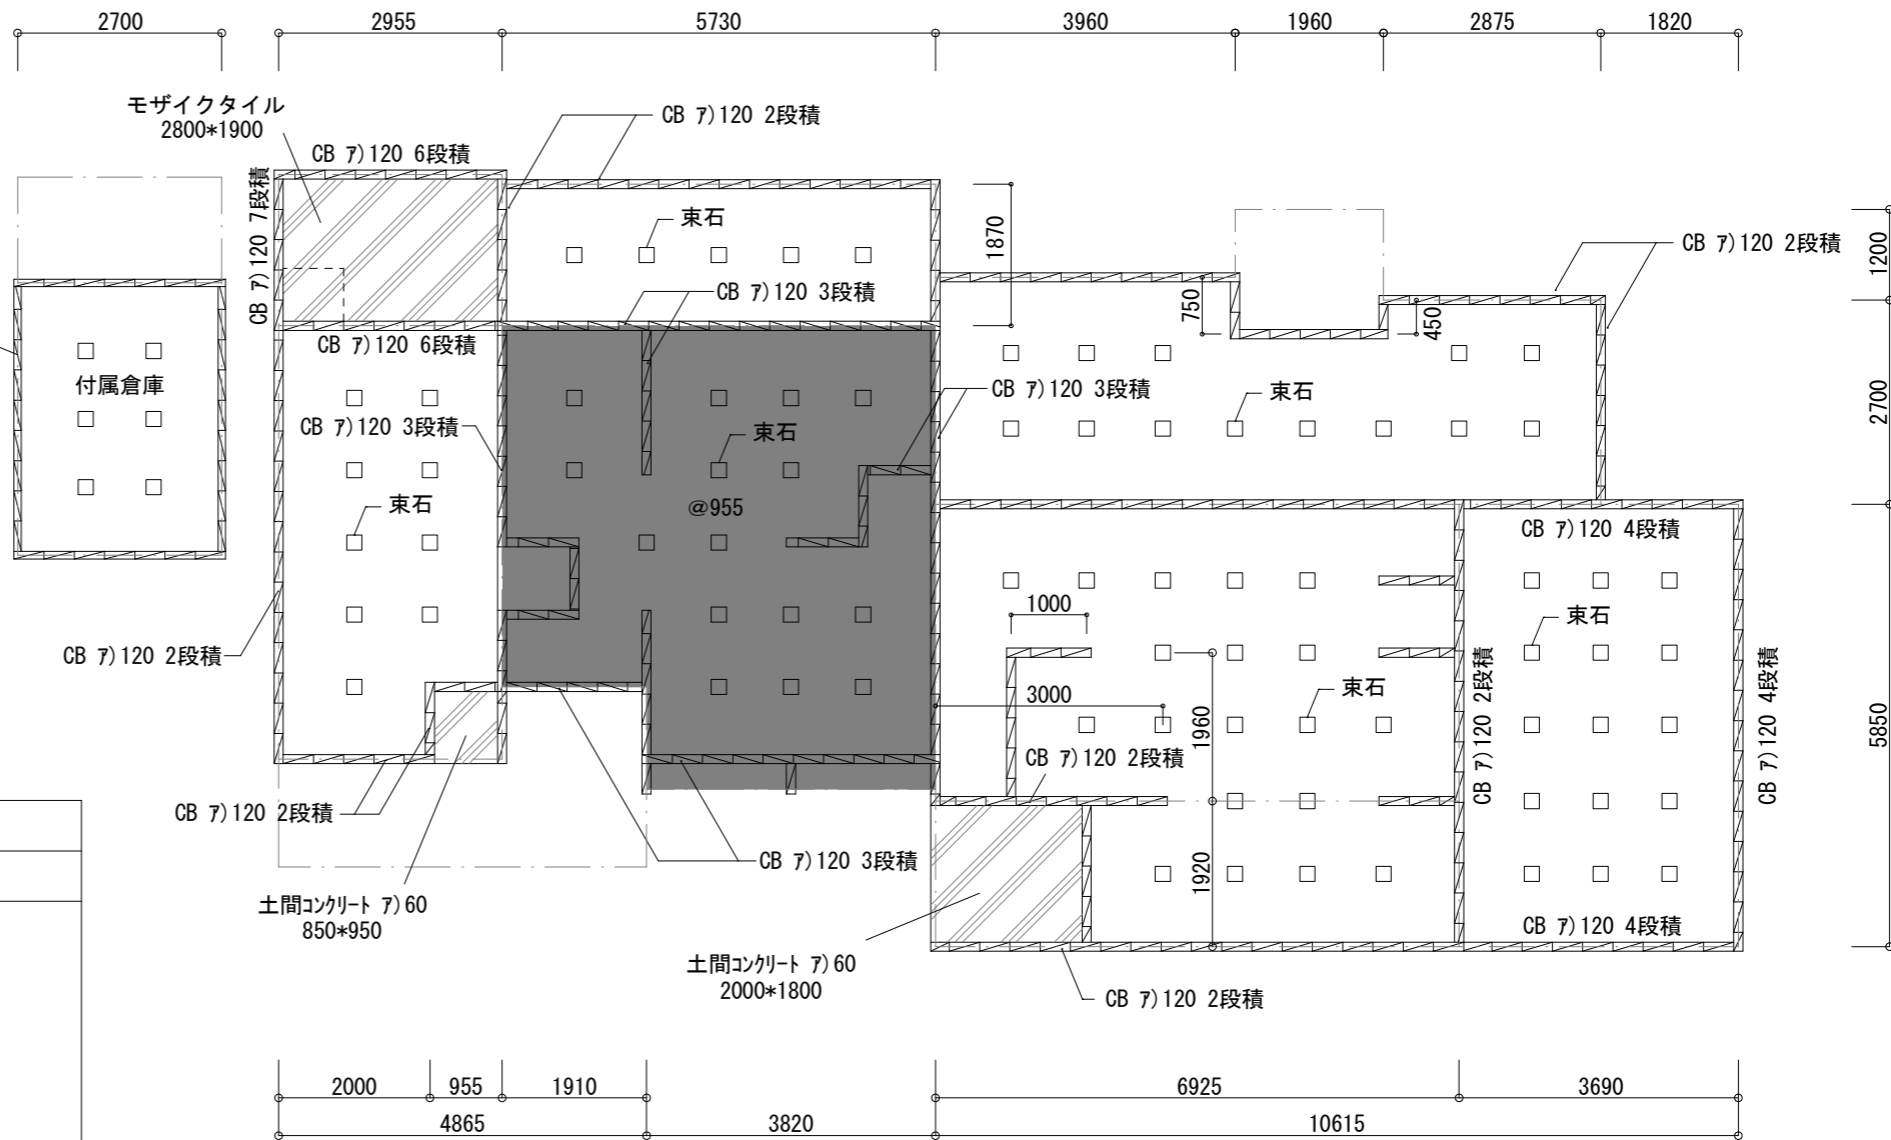 2700
2955
5730
3960
1960
2875
1820
モザイクタイル
2800*1900
CB ア)120 2段積
CB ア)120 6段積
CB ア)120 7段積
束石
1870
CB ア)120 2段積
1200
CB ア)120 3段積
750
450
CB ア)120 6段積
付属倉庫
CB ア)120 3段積
束石
2700
CB ア)120 3段積
束石
束石
@955
CB ア)120 4段積
1000
束石
CB ア)120 2段積
CB ア)120 2段積
CB ア)120 4段積
3000
束石
1960
5850
CB ア)120 2段積
CB ア)120 2段積
CB ア)120 3段積
1920
土間コンクリート ア)60
850*950
CB ア)120 4段積
土間コンクリート ア)60
2000*1800
CB ア)120 2段積
2000
955
1910
6925
3690
4865
3820
10615